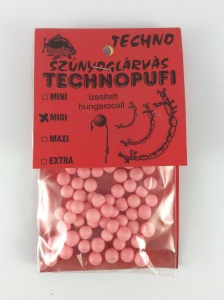 TECHNO
SZÚNYOGLÁRVÁS
TECHNOPUFI
ízesített
hungarocell
MINI
MIDI
MAXI
EXTRA